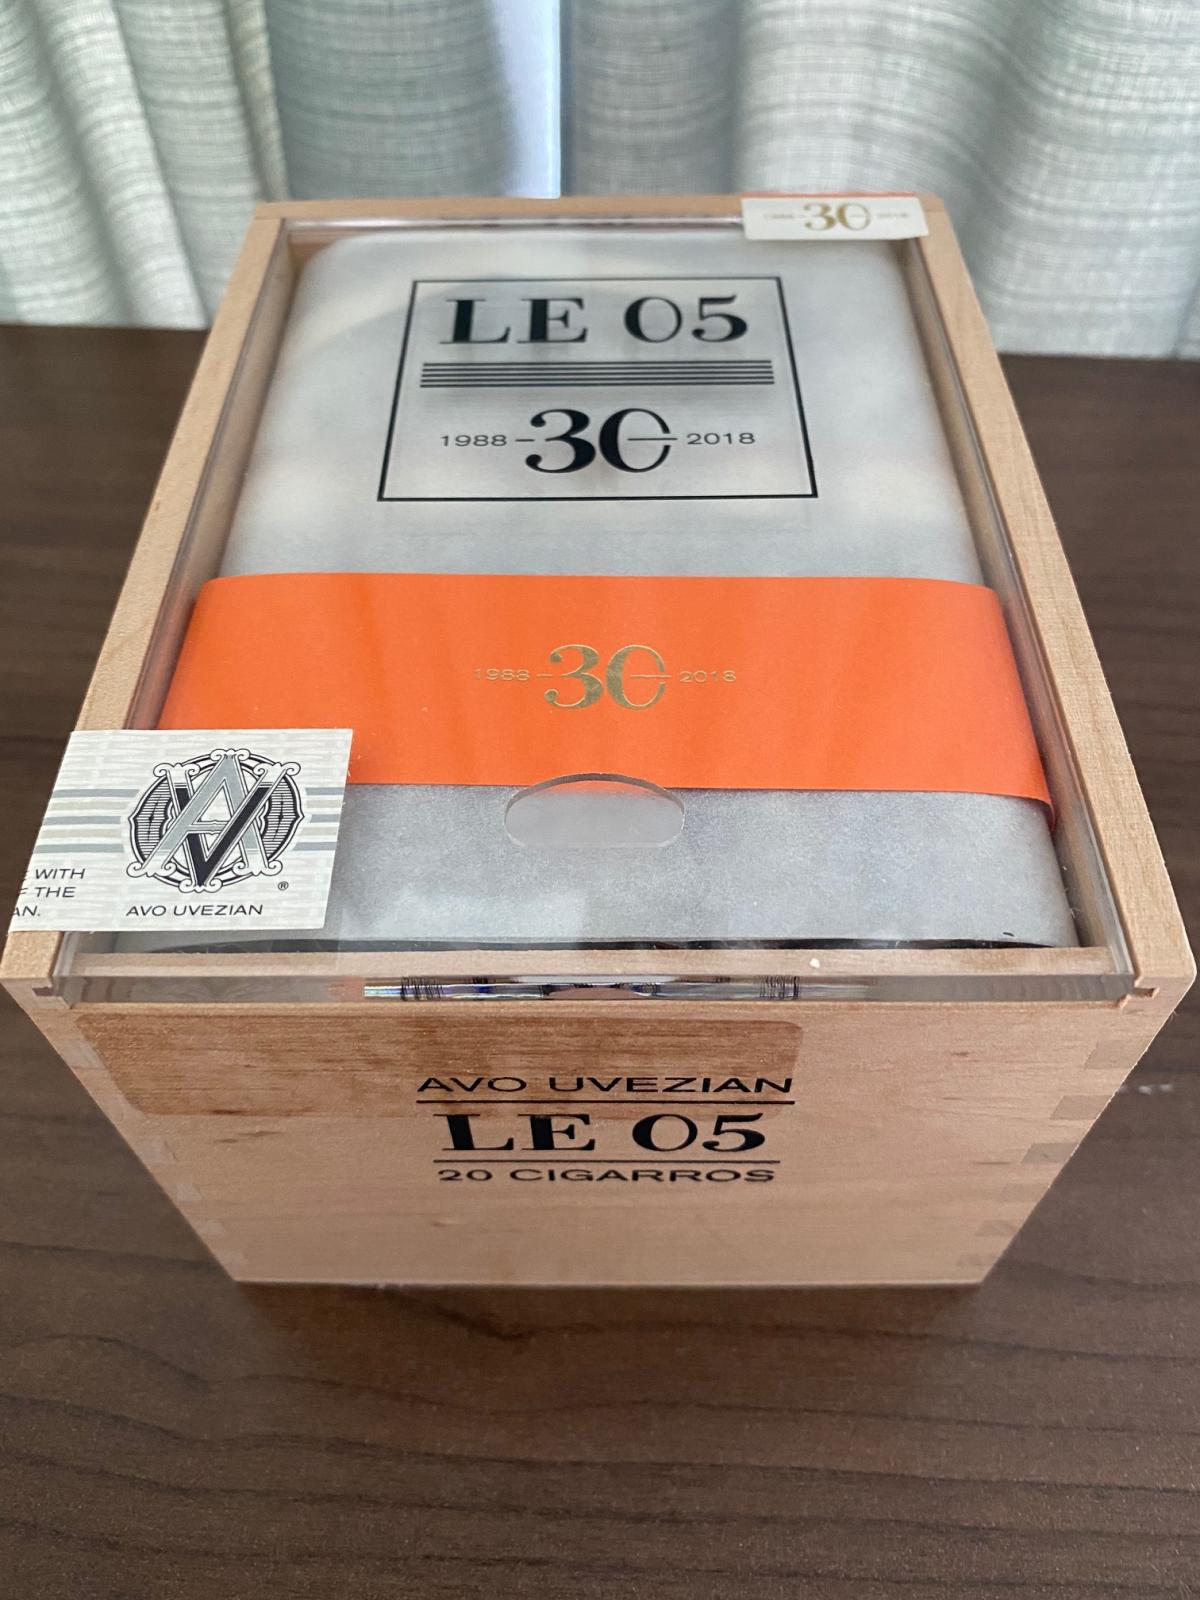 1988 30 2018
LE 05
1988 30 2018
1988 30 2018
WITH
THE
AN.
AV
®
AVO UVEZIAN
AVO UVEZIAN
LE 05
20 CIGARROS